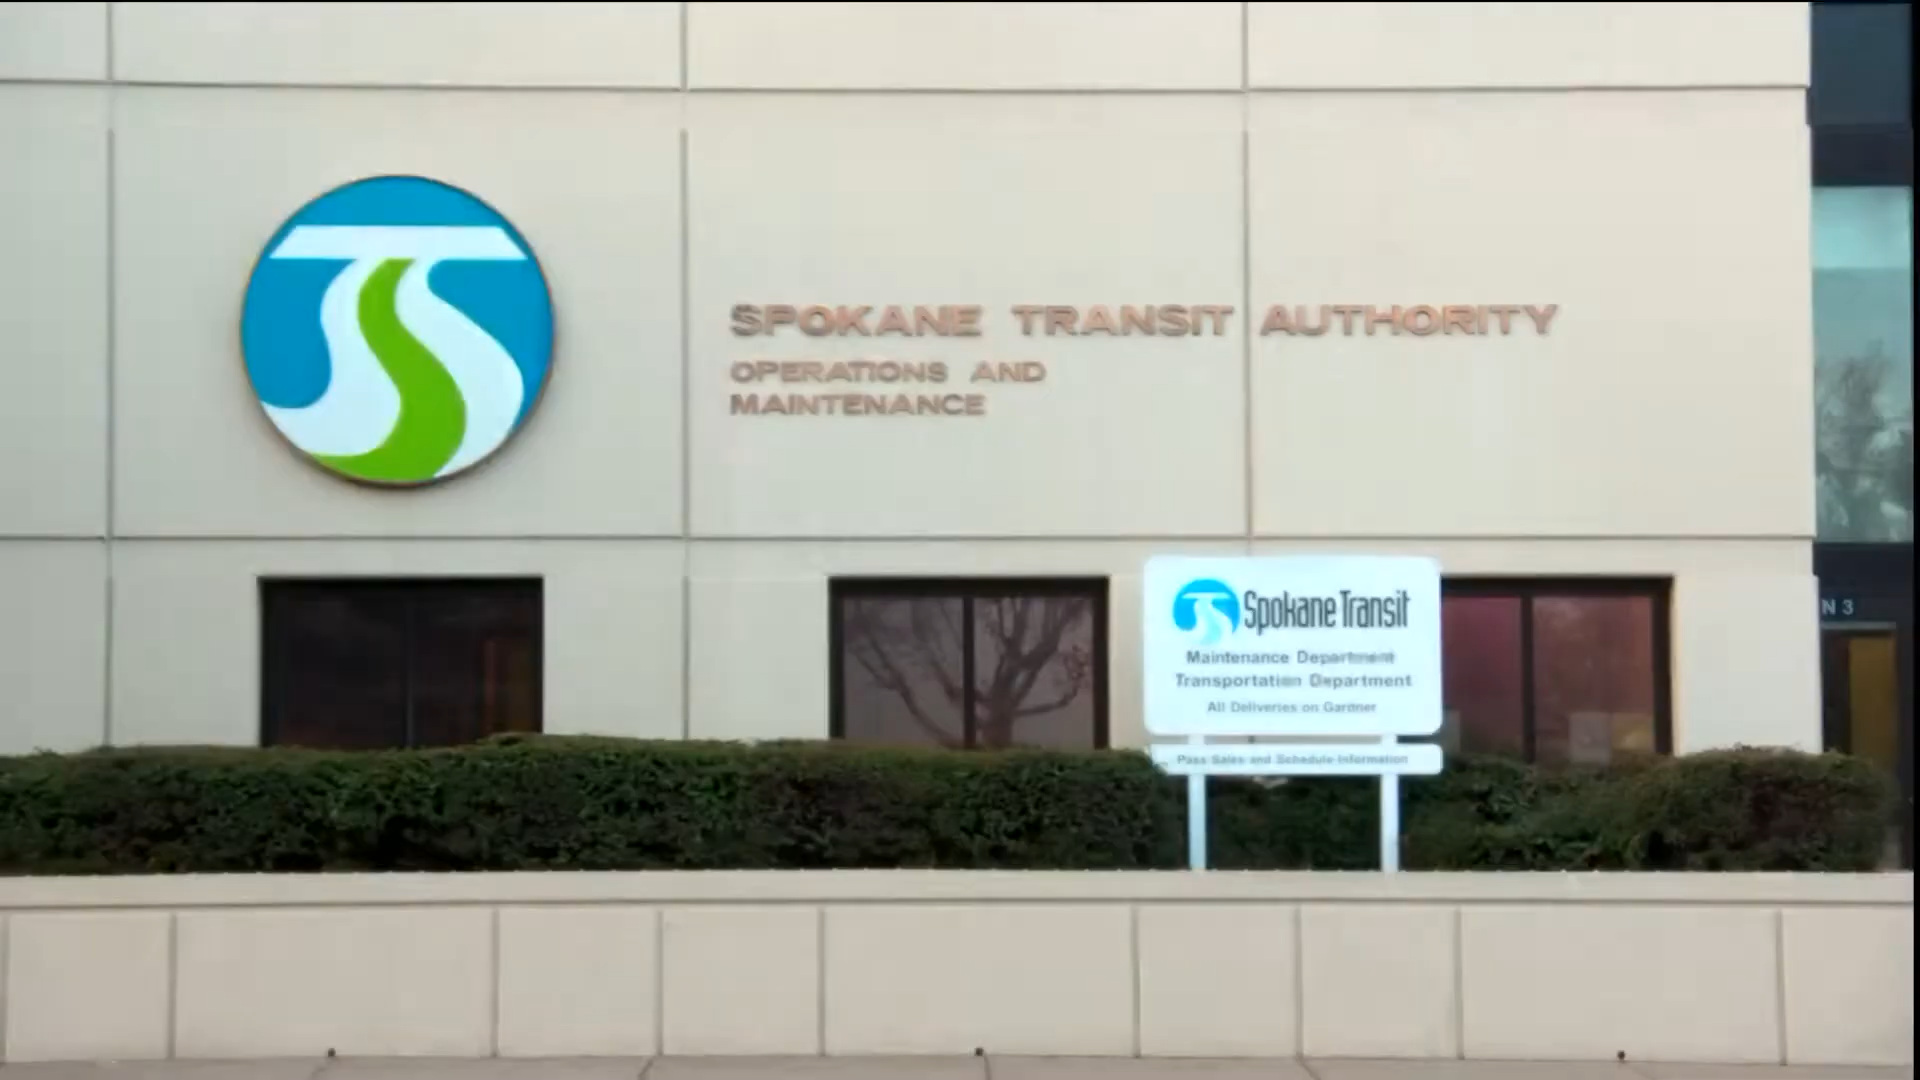 SPOKANE TRANSIT AUTHORITY
OPERATIONS AND
MAINTENANCE
Spokane Transit
Maintenance Department
Transportation Department
All Deliveries on Gardner
Pass Sales and Schedule Information
N 3